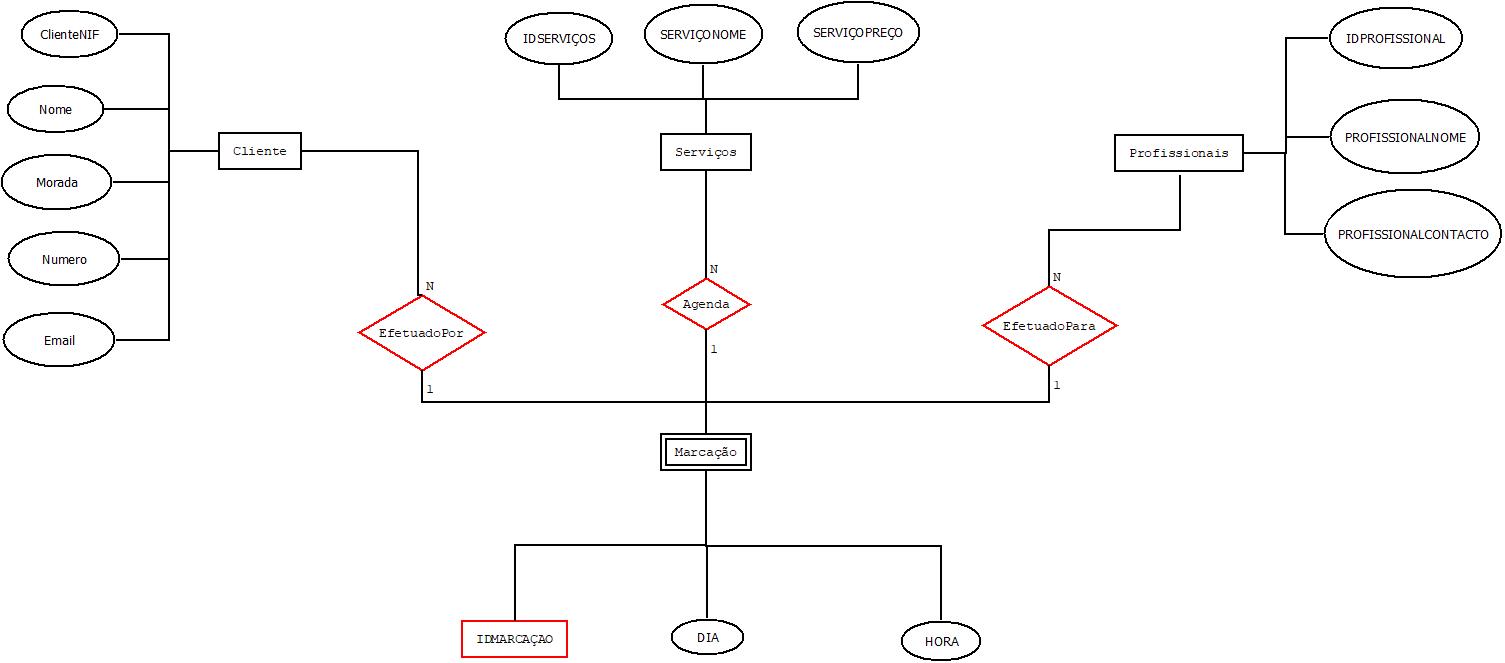 ClienteNIF
Nome
Morada
Numero
Email
Cliente
IDSERVIÇOS
SERVIÇONOME
SERVIÇOPREÇO
Serviços
IDPROFISSIONAL
PROFISSIONALNOME
PROFISSIONALCONTACTO
Profissionais
N
EfetuadoPor
1
N
Agenda
1
N
EfetuadoPara
1
Marcação
IDMARCAÇAO
DIA
HORA